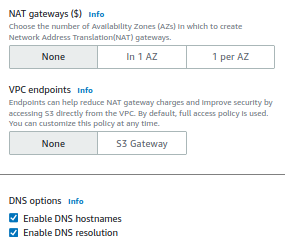 NAT gateways ($) Info
Choose the number of Availability Zones (AZs) in which to create
Network Address Translation(NAT) gateways.
None In 1 AZ 1 per AZ
VPC endpoints Info
Endpoints can help reduce NAT gateway charges and improve security by
accessing S3 directly from the VPC. By default, full access policy is used.
You can customize this policy at any time.
None S3 Gateway
DNS options Info
Enable DNS hostnames
Enable DNS resolution